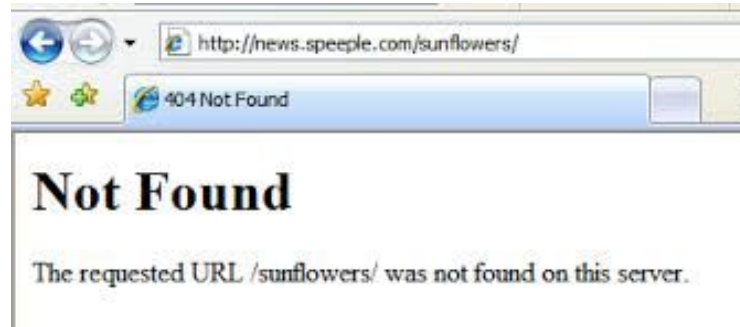 http://news.speeple.com/sunflowers/
404 Not Found
Not Found
The requested URL /sunflowers/ was not found on this server.